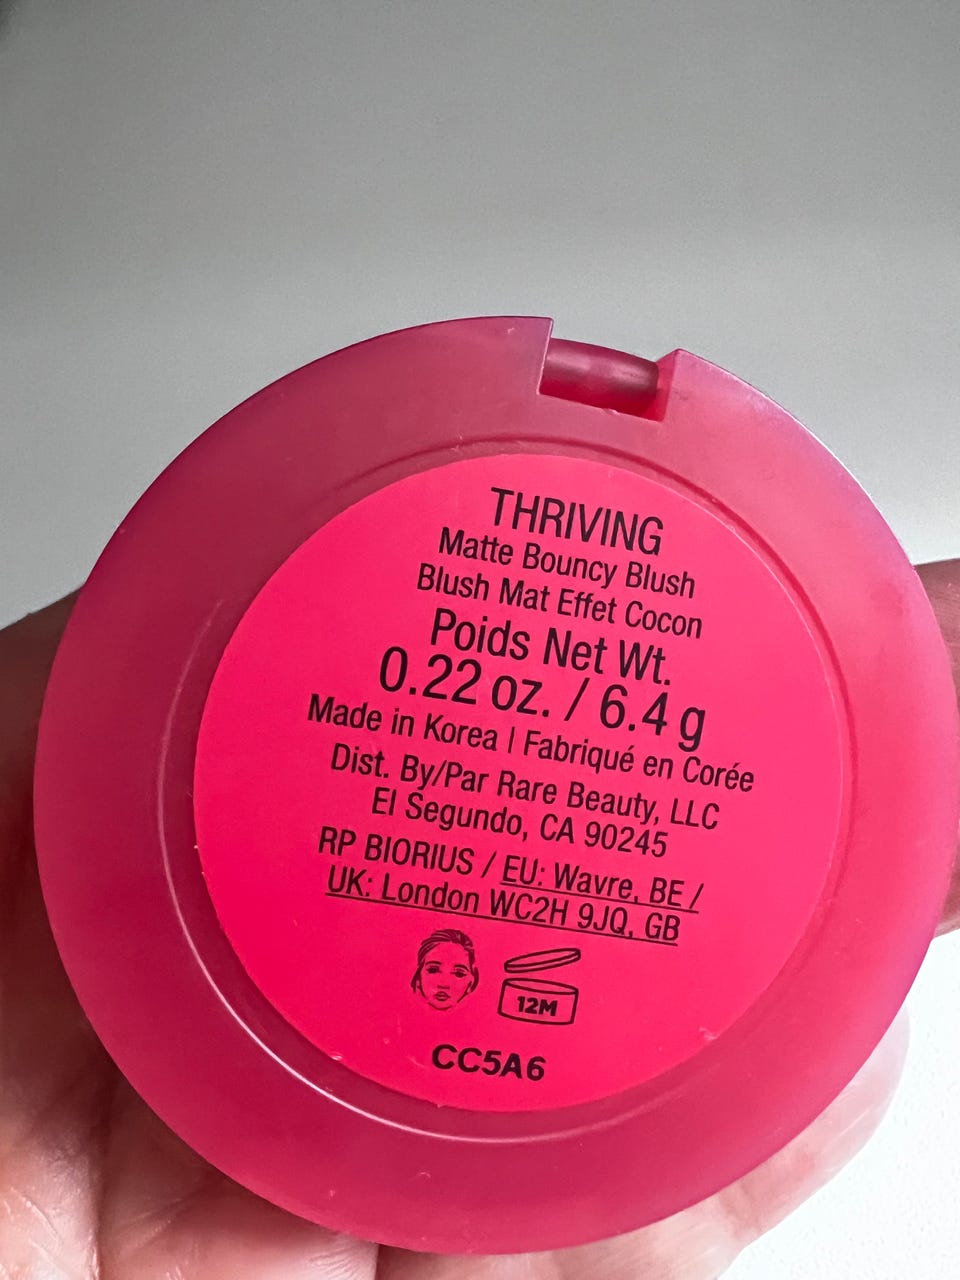 THRIVING
Matte Bouncy Blush
Blush Mat Effet Cocon
Poids Net Wt.
0.22 oz. / 6.4 g
Made in Korea | Fabriqué en Corée
Dist. By/Par Rare Beauty, LLC
El Segundo, CA 90245
RP BIORIUS / EU: Wavre, BE /
UK: London WC2H 9JQ, GB
12M
CC5A6